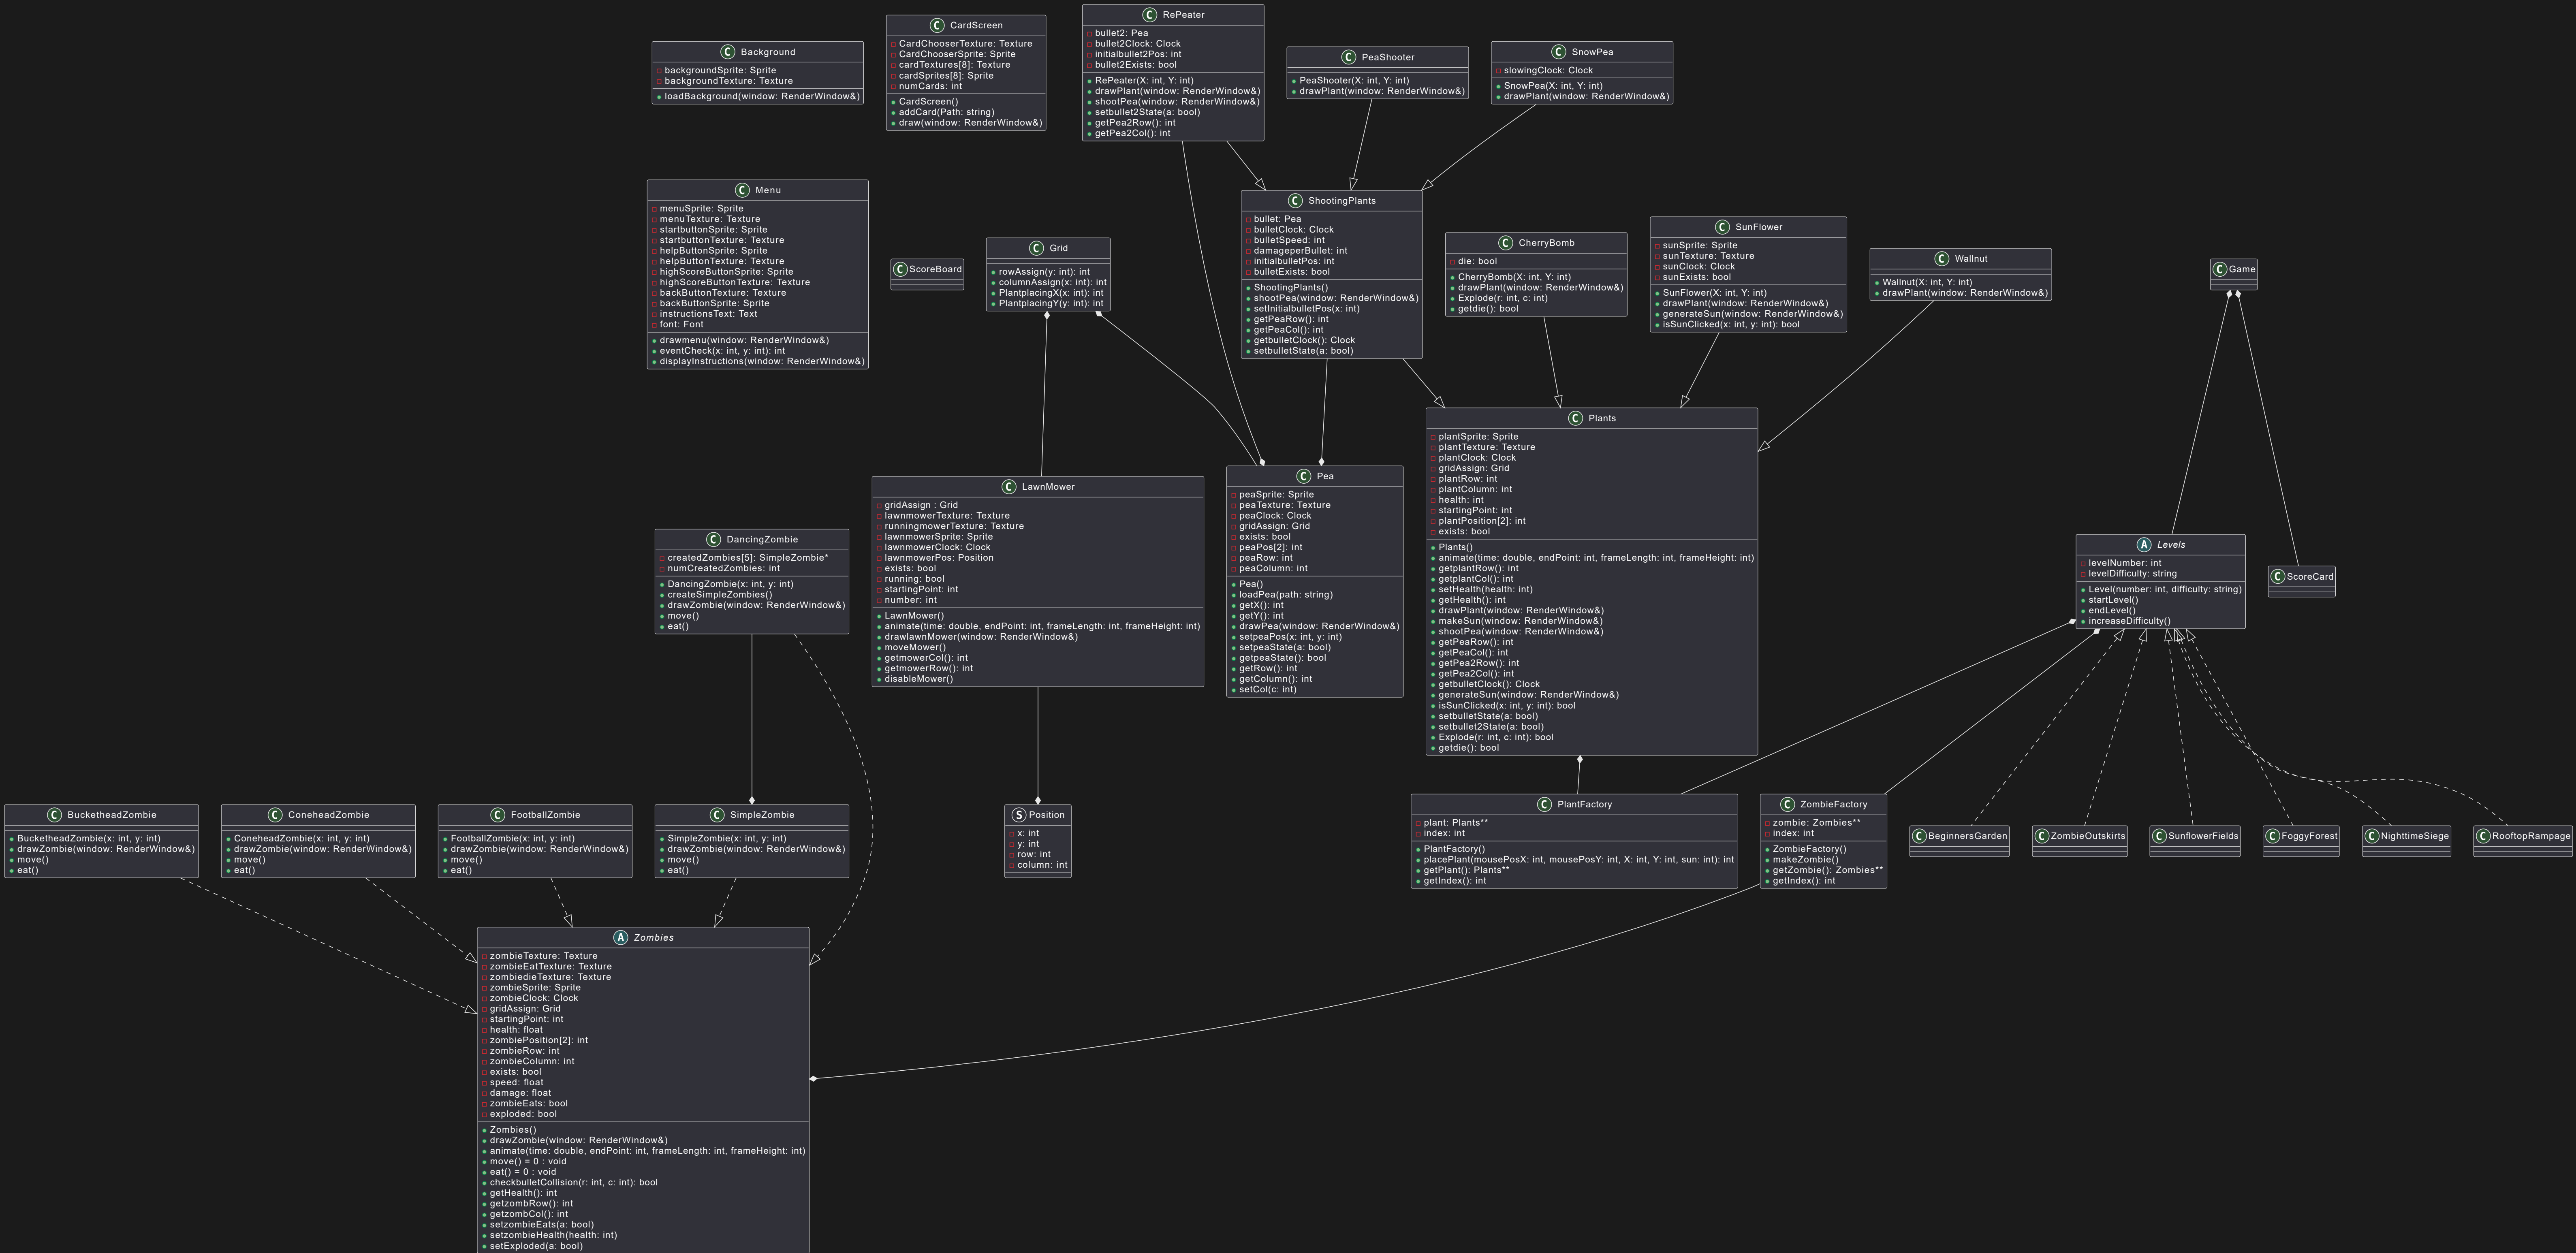 C Background
backgroundSprite: Sprite
backgroundTexture: Texture
loadBackground(window: RenderWindow&)
C CardScreen
CardChooserTexture: Texture
CardChooserSprite: Sprite
cardTextures[8]: Texture
cardSprites[8]: Sprite
numCards: int
CardScreen()
addCard(Path: string)
draw(window: RenderWindow&)
C RePeater
bullet2: Pea
bullet2Clock: Clock
initialbullet2Pos: int
bullet2Exists: bool
RePeater(X: int, Y: int)
drawPlant(window: RenderWindow&)
shootPea(window: RenderWindow&)
setbullet2State(a: bool)
getPea2Row(): int
getPea2Col(): int
C PeaShooter
PeaShooter(X: int, Y: int)
drawPlant(window: RenderWindow&)
C SnowPea
slowingClock: Clock
SnowPea(X: int, Y: int)
drawPlant(window: RenderWindow&)
C Menu
menuSprite: Sprite
menuTexture: Texture
startbuttonSprite: Sprite
startbuttonTexture: Texture
helpButtonSprite: Sprite
helpButtonTexture: Texture
highScoreButtonSprite: Sprite
highScoreButtonTexture: Texture
backButtonTexture: Texture
backButtonSprite: Sprite
instructionsText: Text
font: Font
drawmenu(window: RenderWindow&)
eventCheck(x: int, y: int): int
displayInstructions(window: RenderWindow&)
C ScoreBoard
C Grid
rowAssign(y: int): int
columnAssign(x: int): int
PlantplacingX(x: int): int
PlantplacingY(y: int): int
C ShootingPlants
bullet: Pea
bulletClock: Clock
bulletSpeed: int
damageperBullet: int
initialbulletPos: int
bulletExists: bool
ShootingPlants()
shootPea(window: RenderWindow&)
setInitialbulletPos(x: int)
getPeaRow(): int
getPeaCol(): int
getbulletClock(): Clock
setbulletState(a: bool)
C CherryBomb
die: bool
CherryBomb(X: int, Y: int)
drawPlant(window: RenderWindow&)
Explode(r: int, c: int)
getdie(): bool
C SunFlower
sunSprite: Sprite
sunTexture: Texture
sunClock: Clock
sunExists: bool
SunFlower(X: int, Y: int)
drawPlant(window: RenderWindow&)
generateSun(window: RenderWindow&)
isSunClicked(x: int, y: int): bool
C Wallnut
Wallnut(X: int, Y: int)
drawPlant(window: RenderWindow&)
C Game
C Plants
plantSprite: Sprite
plantTexture: Texture
plantClock: Clock
gridAssign: Grid
plantRow: int
plantColumn: int
health: int
startingPoint: int
plantPosition[2]: int
exists: bool
Plants()
animate(time: double, endPoint: int, frameLength: int, frameHeight: int)
getplantRow(): int
getplantCol(): int
setHealth(health: int)
getHealth(): int
drawPlant(window: RenderWindow&)
makeSun(window: RenderWindow&)
shootPea(window: RenderWindow&)
getPeaRow(): int
getPeaCol(): int
getPea2Row(): int
getPea2Col(): int
getbulletClock(): Clock
generateSun(window: RenderWindow&)
isSunClicked(x: int, y: int): bool
setbulletState(a: bool)
setbullet2State(a: bool)
Explode(r: int, c: int): bool
getdie(): bool
C LawnMower
gridAssign : Grid
lawnmowerTexture: Texture
runningmowerTexture: Texture
lawnmowerSprite: Sprite
lawnmowerClock: Clock
lawnmowerPos: Position
exists: bool
running: bool
startingPoint: int
number: int
LawnMower()
animate(time: double, endPoint: int, frameLength: int, frameHeight: int)
drawlawnMower(window: RenderWindow&)
moveMower()
getmowerCol(): int
getmowerRow(): int
disableMower()
C Pea
peaSprite: Sprite
peaTexture: Texture
peaClock: Clock
gridAssign: Grid
exists: bool
peaPos[2]: int
peaRow: int
peaColumn: int
Pea()
loadPea(path: string)
getX(): int
getY(): int
drawPea(window: RenderWindow&)
setpeaPos(x: int, y: int)
setpeaState(a: bool)
getpeaState(): bool
getRow(): int
getColumn(): int
setCol(c: int)
C DancingZombie
createdZombies[5]: SimpleZombie*
numCreatedZombies: int
DancingZombie(x: int, y: int)
createSimpleZombies()
drawZombie(window: RenderWindow&)
move()
eat()
A Levels
levelNumber: int
levelDifficulty: string
Level(number: int, difficulty: string)
startLevel()
endLevel()
increaseDifficulty()
C ScoreCard
C BucketheadZombie
BucketheadZombie(x: int, y: int)
drawZombie(window: RenderWindow&)
move()
eat()
C ConeheadZombie
ConeheadZombie(x: int, y: int)
drawZombie(window: RenderWindow&)
move()
eat()
C FootballZombie
FootballZombie(x: int, y: int)
drawZombie(window: RenderWindow&)
move()
eat()
C SimpleZombie
SimpleZombie(x: int, y: int)
drawZombie(window: RenderWindow&)
move()
eat()
S Position
x: int
y: int
row: int
column: int
C PlantFactory
plant: Plants**
index: int
PlantFactory()
placePlant(mousePosX: int, mousePosY: int, X: int, Y: int, sun: int): int
getPlant(): Plants**
getIndex(): int
C ZombieFactory
zombie: Zombies**
index: int
ZombieFactory()
makeZombie()
getZombie(): Zombies**
getIndex(): int
C BeginnersGarden
C ZombieOutskirts
C SunflowerFields
C FoggyForest
C NighttimeSiege
C RooftopRampage
A Zombies
zombieTexture: Texture
zombieEatTexture: Texture
zombiedieTexture: Texture
zombieSprite: Sprite
zombieClock: Clock
gridAssign: Grid
startingPoint: int
health: float
zombiePosition[2]: int
zombieRow: int
zombieColumn: int
exists: bool
speed: float
damage: float
zombieEats: bool
exploded: bool
Zombies()
drawZombie(window: RenderWindow&)
animate(time: double, endPoint: int, frameLength: int, frameHeight: int)
move() = 0 : void
eat() = 0 : void
checkbulletCollision(r: int, c: int): bool
getHealth(): int
getzombRow(): int
getzombCol(): int
setzombieEats(a: bool)
setzombieHealth(health: int)
setExploded(a: bool)